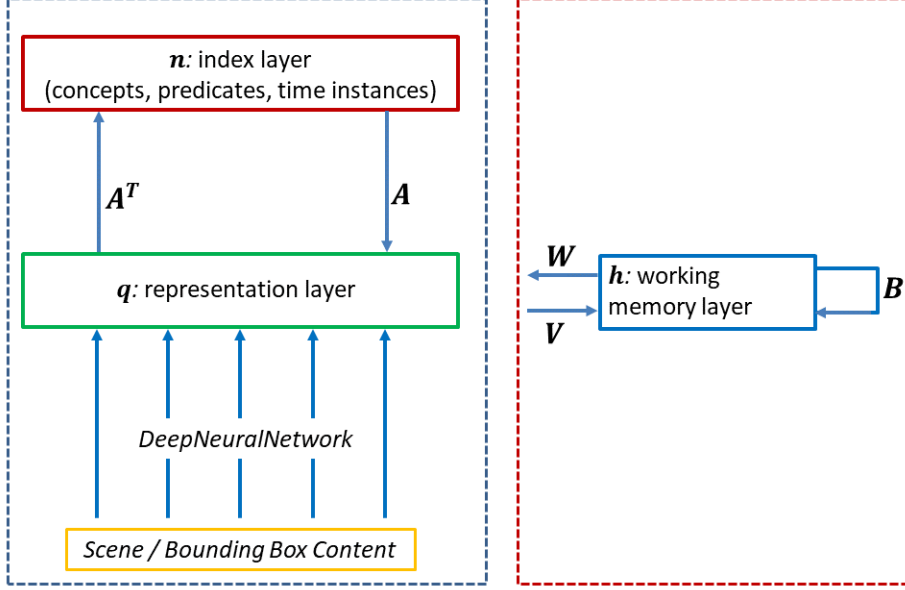 n: index layer
(concepts, predicates, time instances)
A^T
A
q: representation layer
DeepNeuralNetwork
Scene / Bounding Box Content
W
V
h: working
memory layer
B